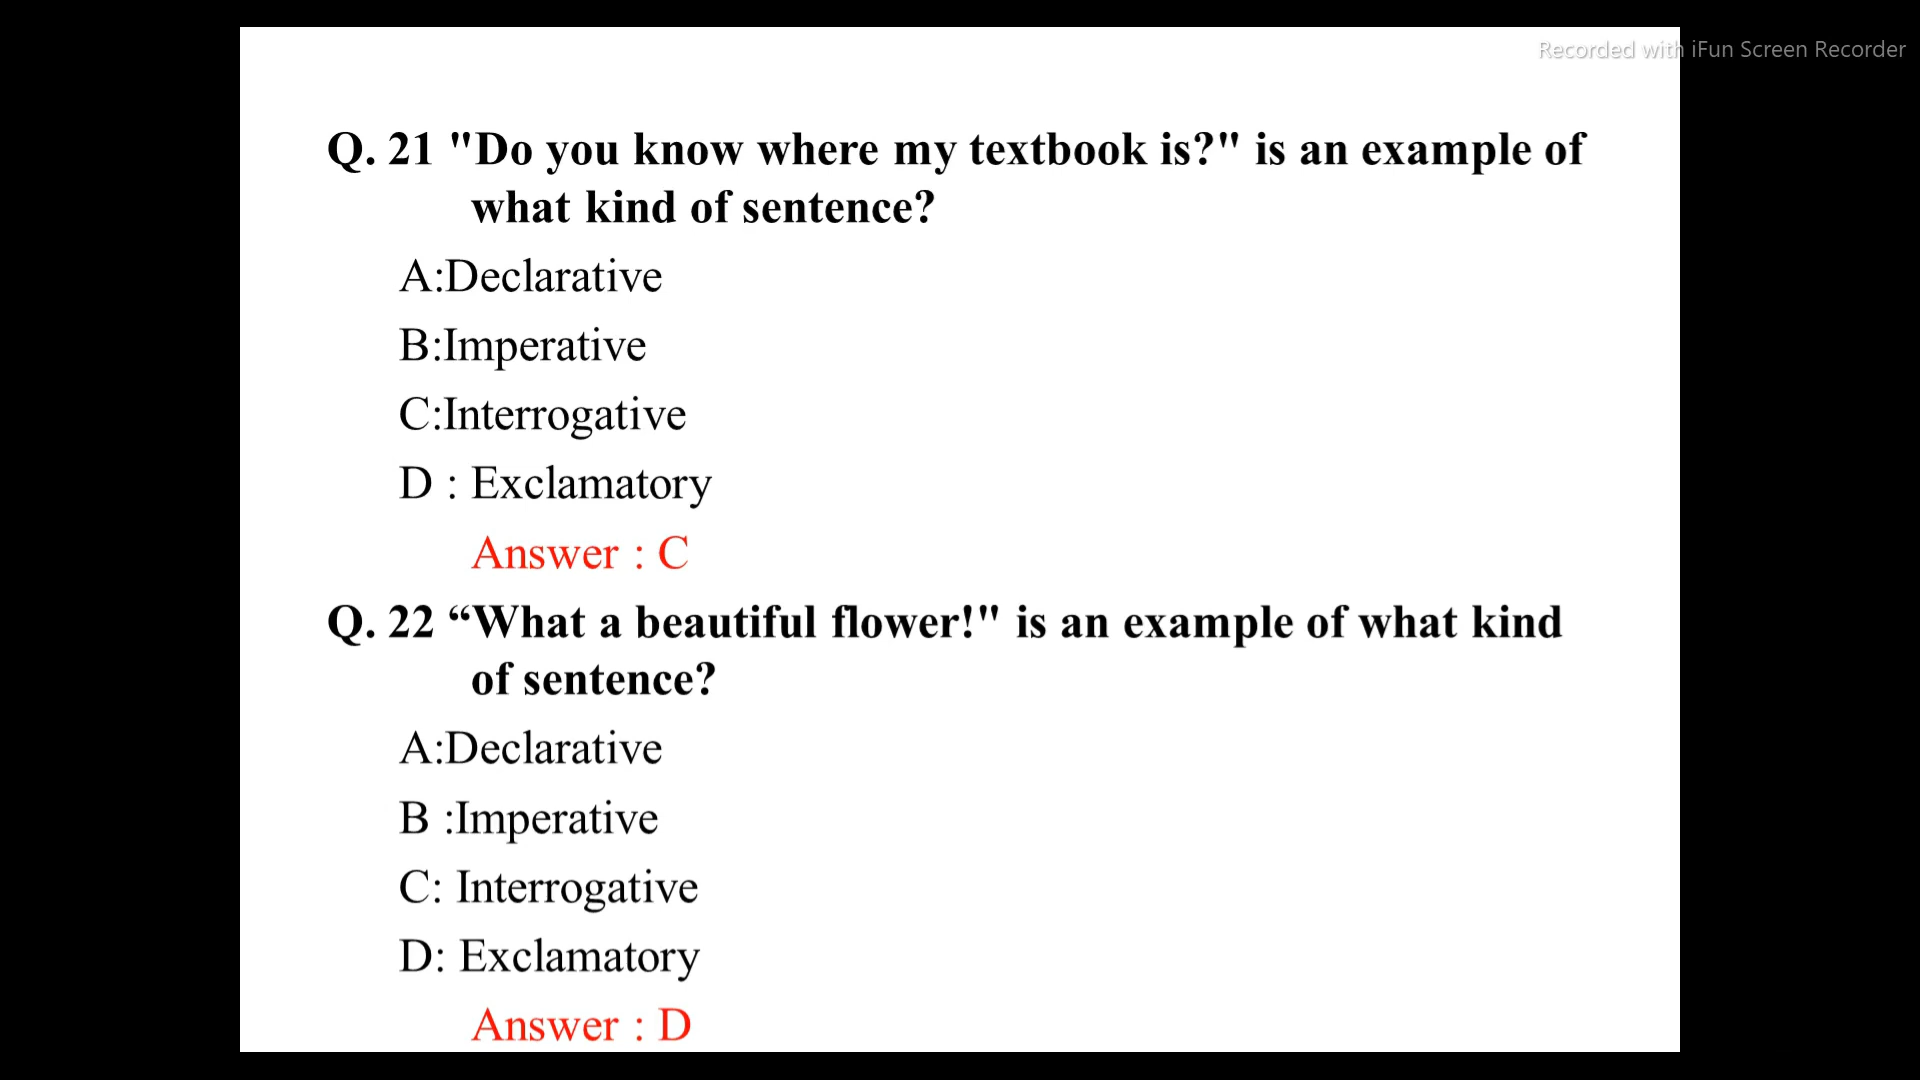 Recorded with iFun Screen Recorder
Q. 21 "Do you know where my textbook is?" is an example of
what kind of sentence?
A:Declarative
B:Imperative
C:Interrogative
D : Exclamatory
Answer : C
Q. 22 “What a beautiful flower!" is an example of what kind
of sentence?
A:Declarative
B :Imperative
C: Interrogative
D: Exclamatory
Answer : D